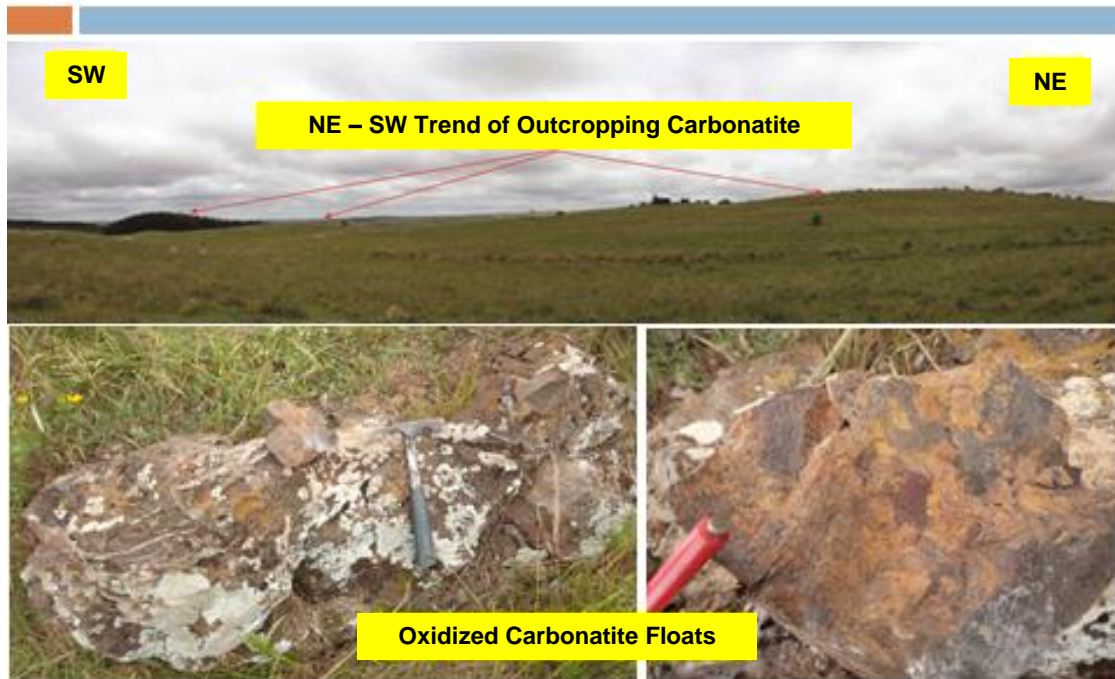 SW
NE
NE – SW Trend of Outcropping Carbonatite
Oxidized Carbonatite Floats